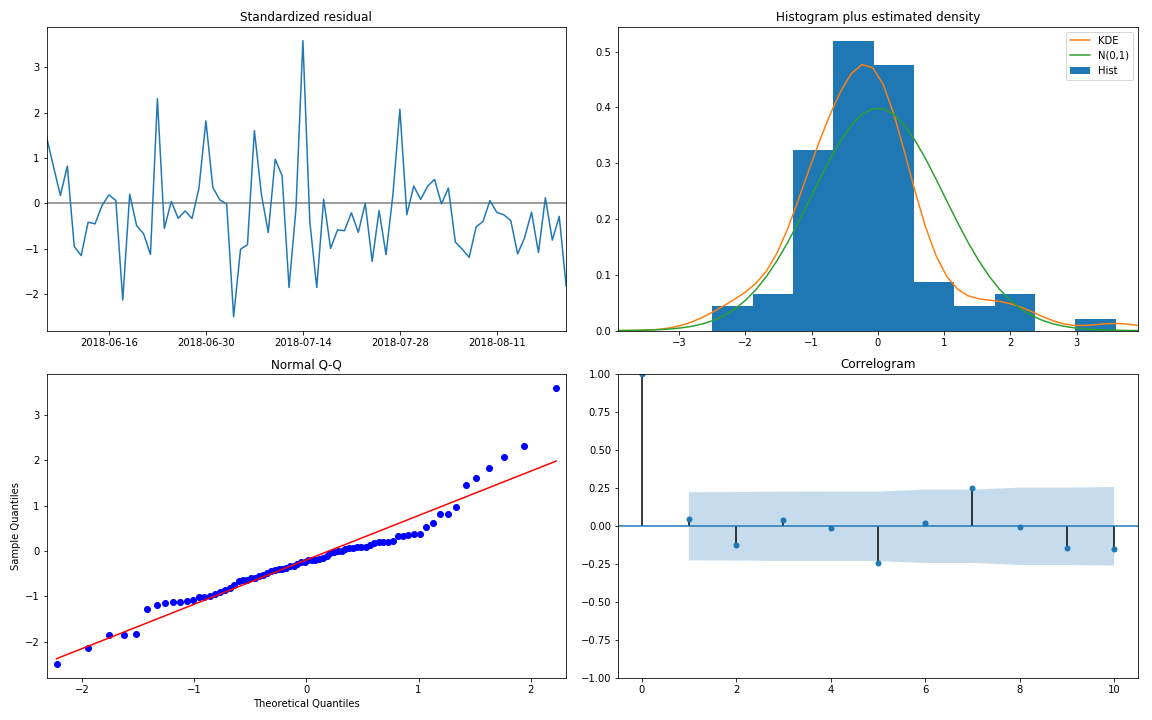 Standardized residual
3
2
1
0
−1
−2
2018-06-16 2018-06-30 2018-07-14 2018-07-28 2018-08-11
Histogram plus estimated density
KDE
N(0,1)
Hist
0.5
0.4
0.3
0.2
0.1
0.0
−3 −2 −1 0 1 2 3
Normal Q-Q
Sample Quantiles
3
2
1
0
−1
−2
−2 −1 0 1 2
Theoretical Quantiles
Correlogram
1.00
0.75
0.50
0.25
0.00
−0.25
−0.50
−0.75
−1.00
0 2 4 6 8 10